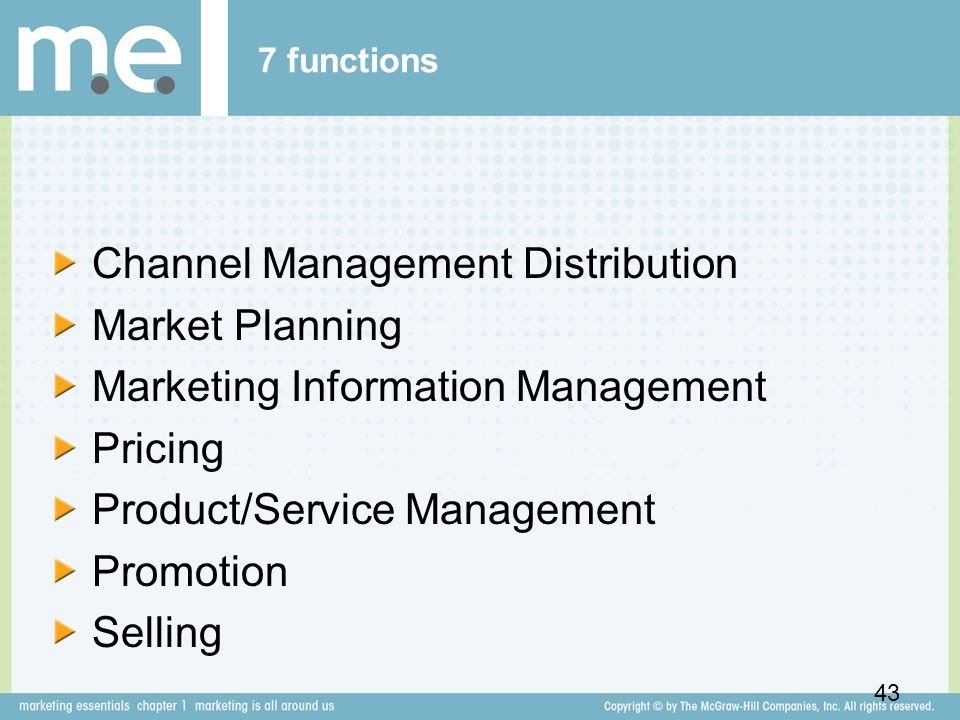 m.e.
7 functions
Channel Management Distribution
Market Planning
Marketing Information Management
Pricing
Product/Service Management
Promotion
Selling
43
marketing essentials chapter 1 marketing is all around us
Copyright © by The McGraw-Hill Companies, Inc. All rights reserved.